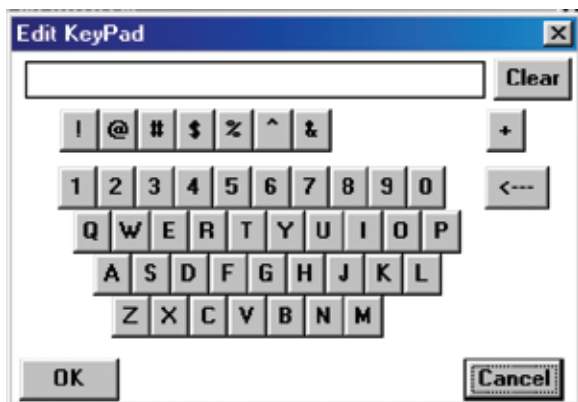 Edit KeyPad
Clear
! @ # $ % ^ & +
1 2 3 4 5 6 7 8 9 0 <---
Q W E R T Y U I O P
A S D F G H J K L
Z X C V B N M
OK Cancel